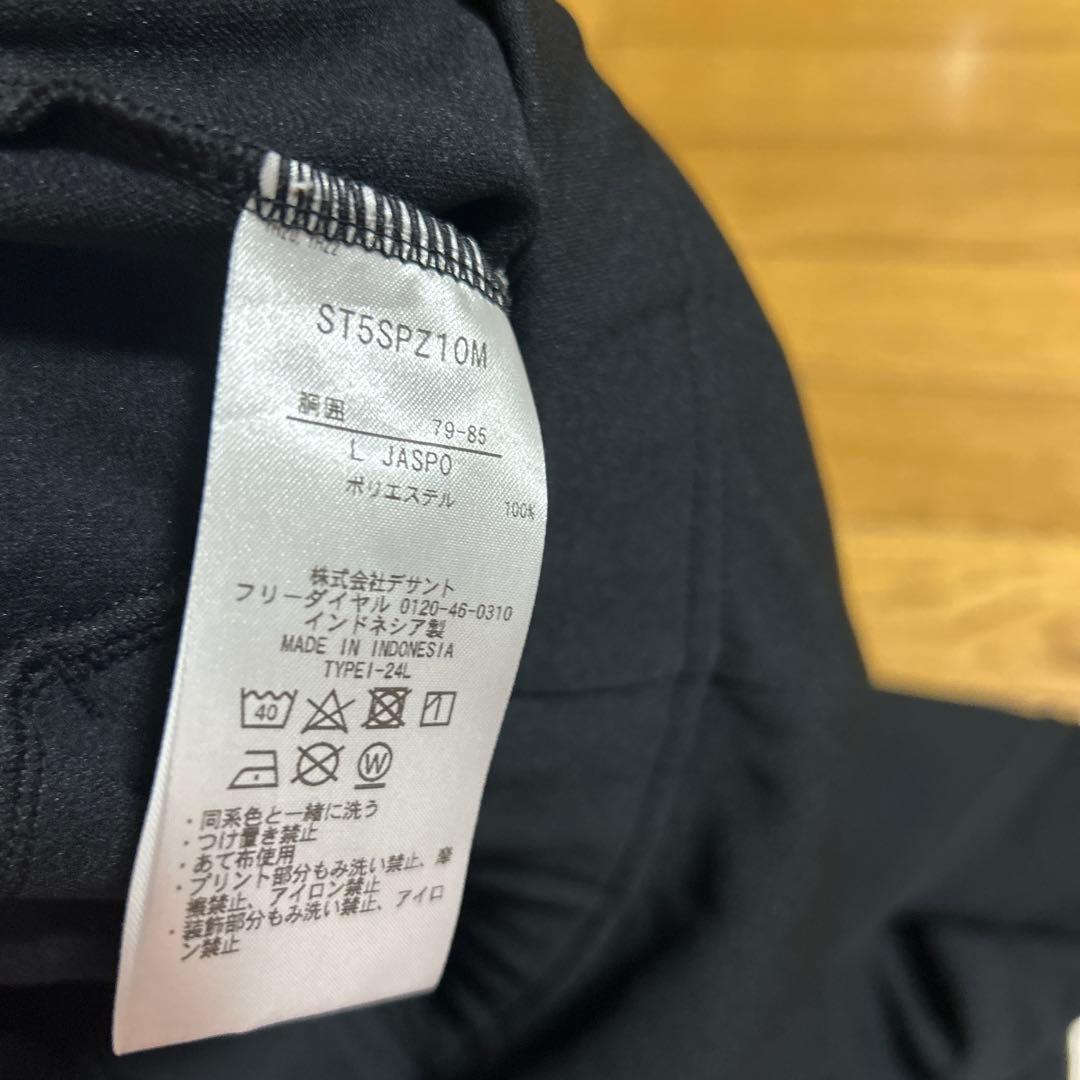 ST5SPZ10M
胴囲 79-85
L JASPO
ポリエステル 100%
株式会社デサント
フリーダイヤル 0120-46-0310
インドネシア製
MADE IN INDONESIA
TYPEI-24L
40
W
・同系色と一緒に洗う
・つけ置き禁止
・あて布使用
・プリント部分もみ洗い禁止、摩
擦禁止、アイロン禁止
・装飾部分もみ洗い禁止、アイロ
ン禁止